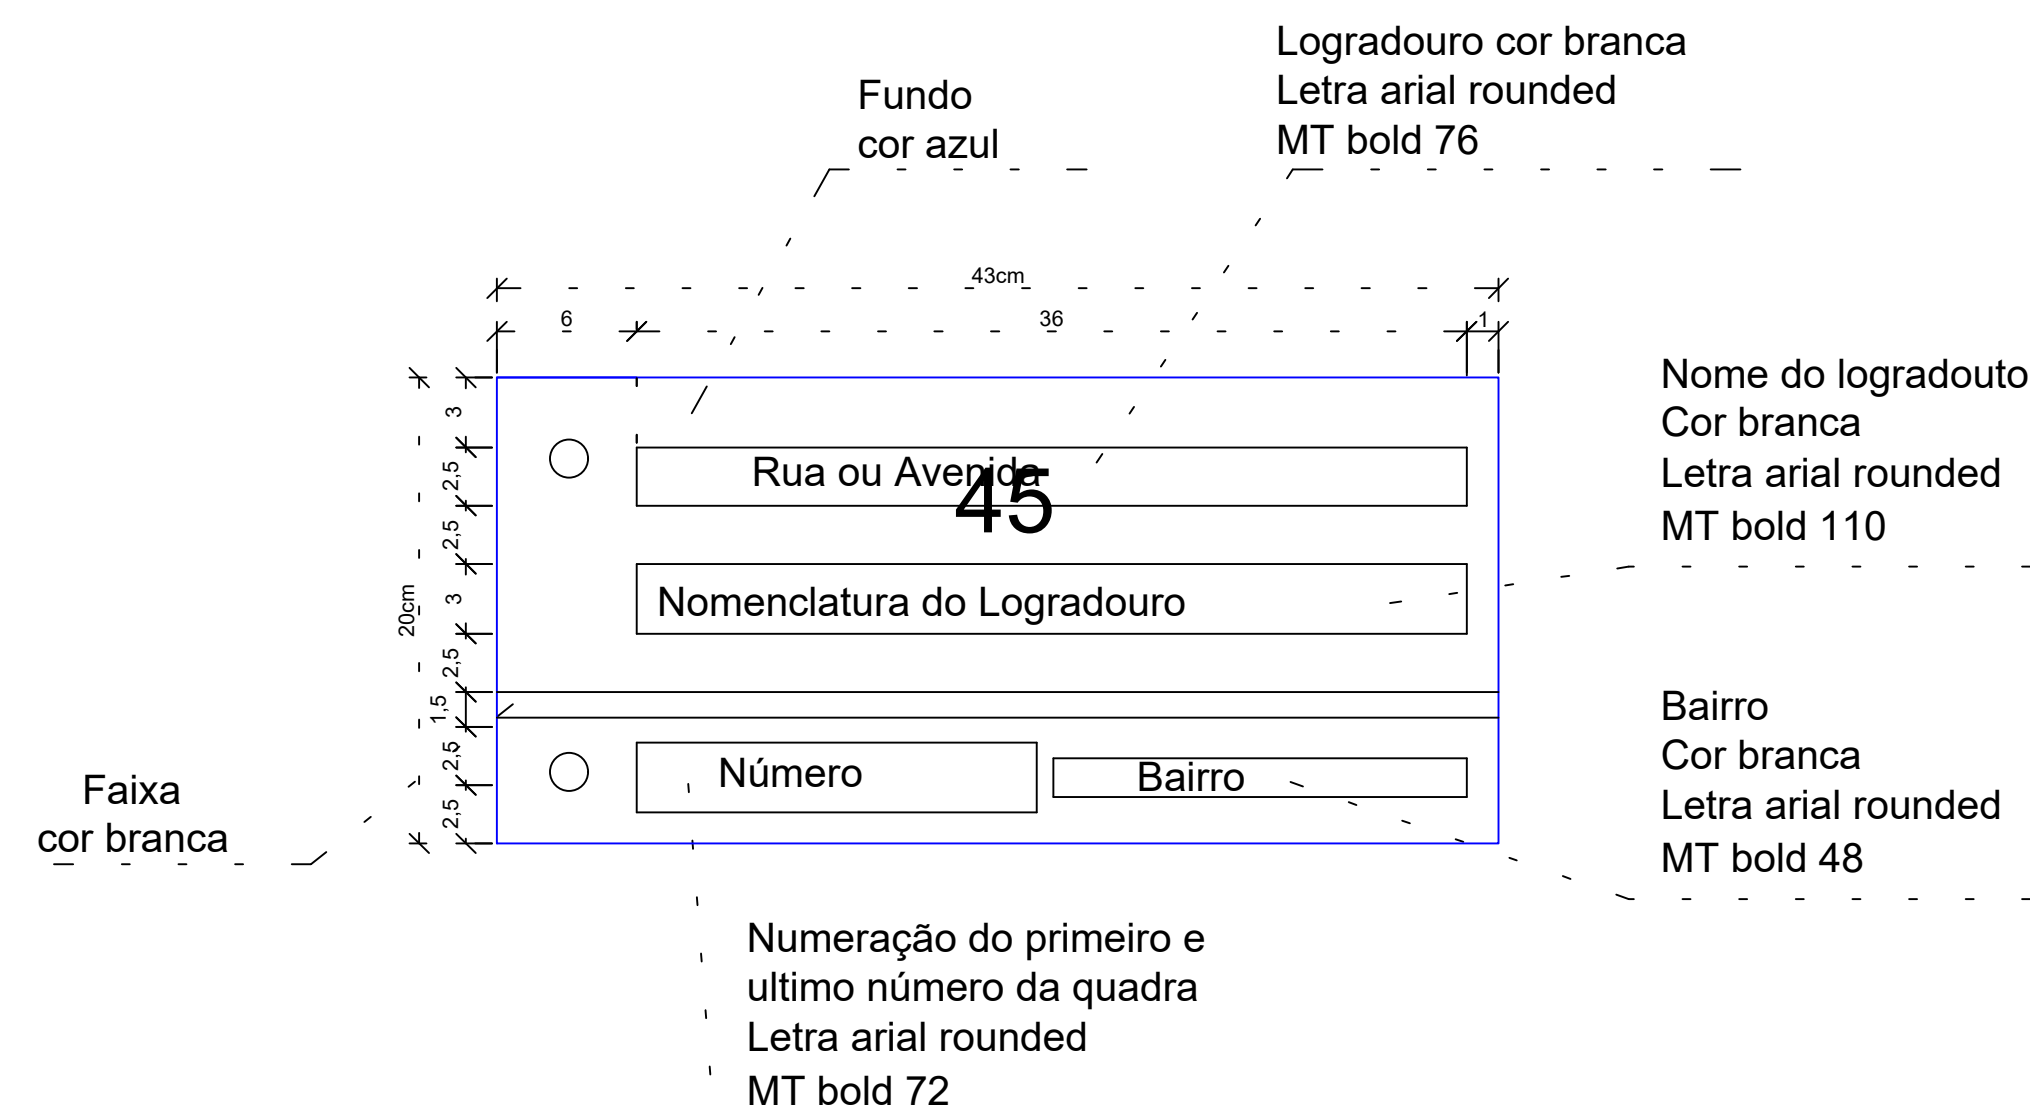 Logradouro cor branca
Letra arial rounded
MT bold 76
Fundo
cor azul
43cm
6
36
1
Nome do logradouto
Cor branca
Letra arial rounded
MT bold 110
3
2,5
2,5
3
2,5
1,5
2,5
2,5
20cm
Rua ou Avenida
45
Nomenclatura do Logradouro
Número
Bairro
Bairro
Cor branca
Letra arial rounded
MT bold 48
Faixa
cor branca
Numeração do primeiro e
ultimo número da quadra
Letra arial rounded
MT bold 72